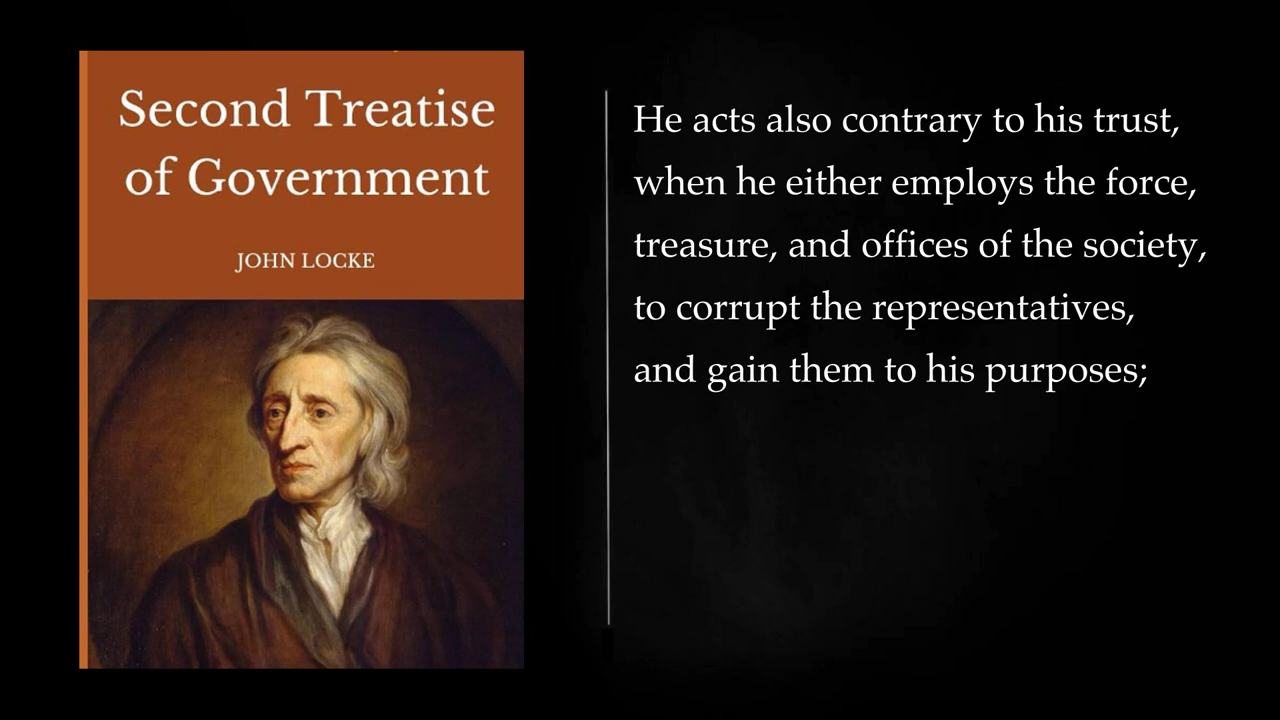 Second Treatise
of Government
JOHN LOCKE
He acts also contrary to his trust,
when he either employs the force,
treasure, and offices of the society,
to corrupt the representatives,
and gain them to his purposes;